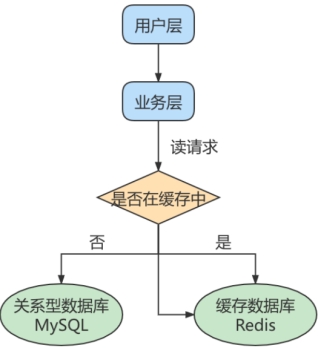 用户层
业务层
读请求
是否在缓存中
否
是
关系型数据库
MySQL
缓存数据库
Redis